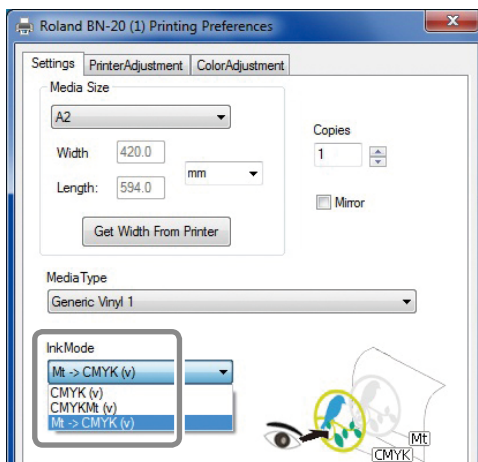 Roland BN-20 (1) Printing Preferences
Settings PrinterAdjustment ColorAdjustment
Media Size
A2
Copies
Width 420.0
1
mm
Length: 594.0
Mirror
Get Width From Printer
MediaType
Generic Vinyl 1
InkMode
Mt -> CMYK (v)
CMYK (v)
CMYKMt (v)
Mt -> CMYK (v)
Mt
CMYK